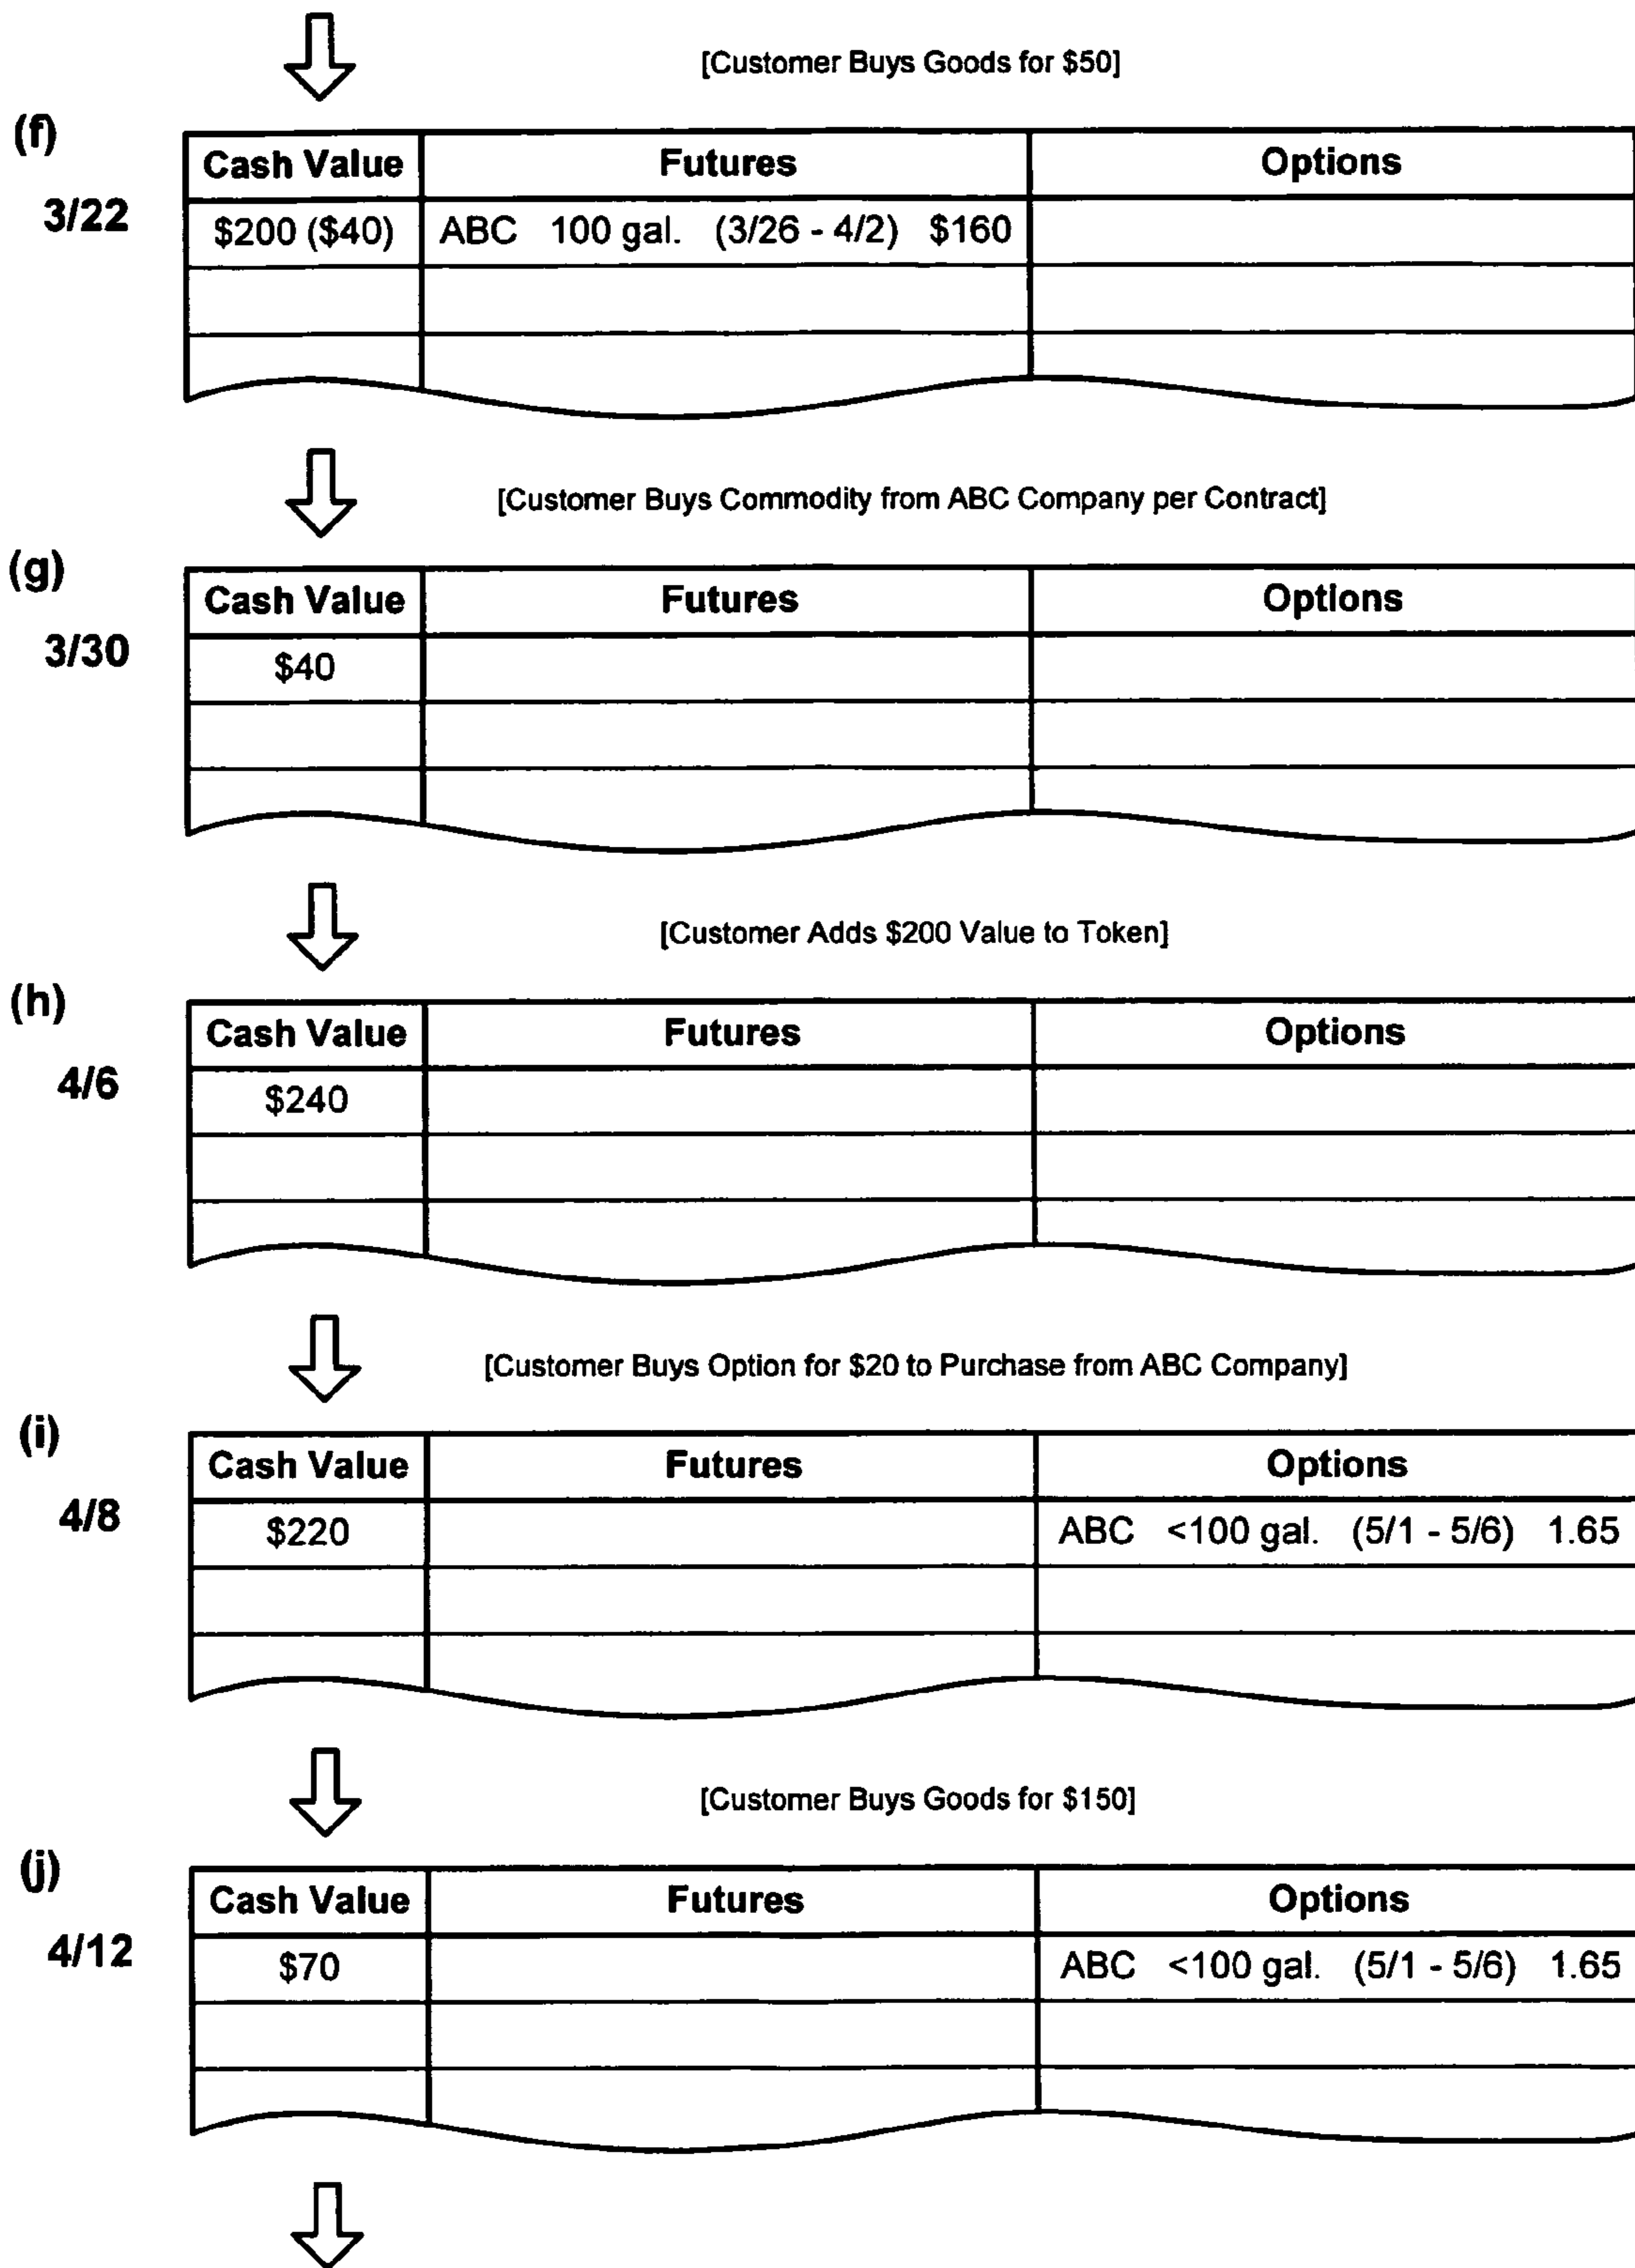 [Customer Buys Goods for $50]
(f)
Cash Value Futures Options
3/22
$200 ($40) ABC 100 gal. (3/26 - 4/2) $160
[Customer Buys Commodity from ABC Company per Contract]
(g)
Cash Value Futures Options
3/30
$40
[Customer Adds $200 Value to Token]
(h)
Cash Value Futures Options
4/6
$240
[Customer Buys Option for $20 to Purchase from ABC Company]
(i)
Cash Value Futures Options
4/8
$220 ABC <100 gal. (5/1 - 5/6) 1.65
[Customer Buys Goods for $150]
(j)
Cash Value Futures Options
4/12
$70 ABC <100 gal. (5/1 - 5/6) 1.65